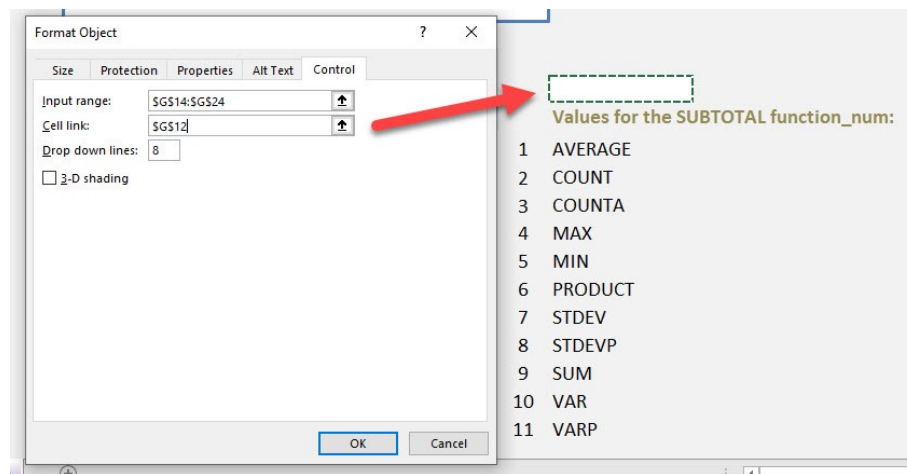 Format Object ? ×
Size Protection Properties Alt Text Control
Input range: $G$14:$G$24
Cell link: $G$12
Drop down lines: 8
3-D shading
OK Cancel
Values for the SUBTOTAL function_num:
1 AVERAGE
2 COUNT
3 COUNTA
4 MAX
5 MIN
6 PRODUCT
7 STDEV
8 STDEVP
9 SUM
10 VAR
11 VARP